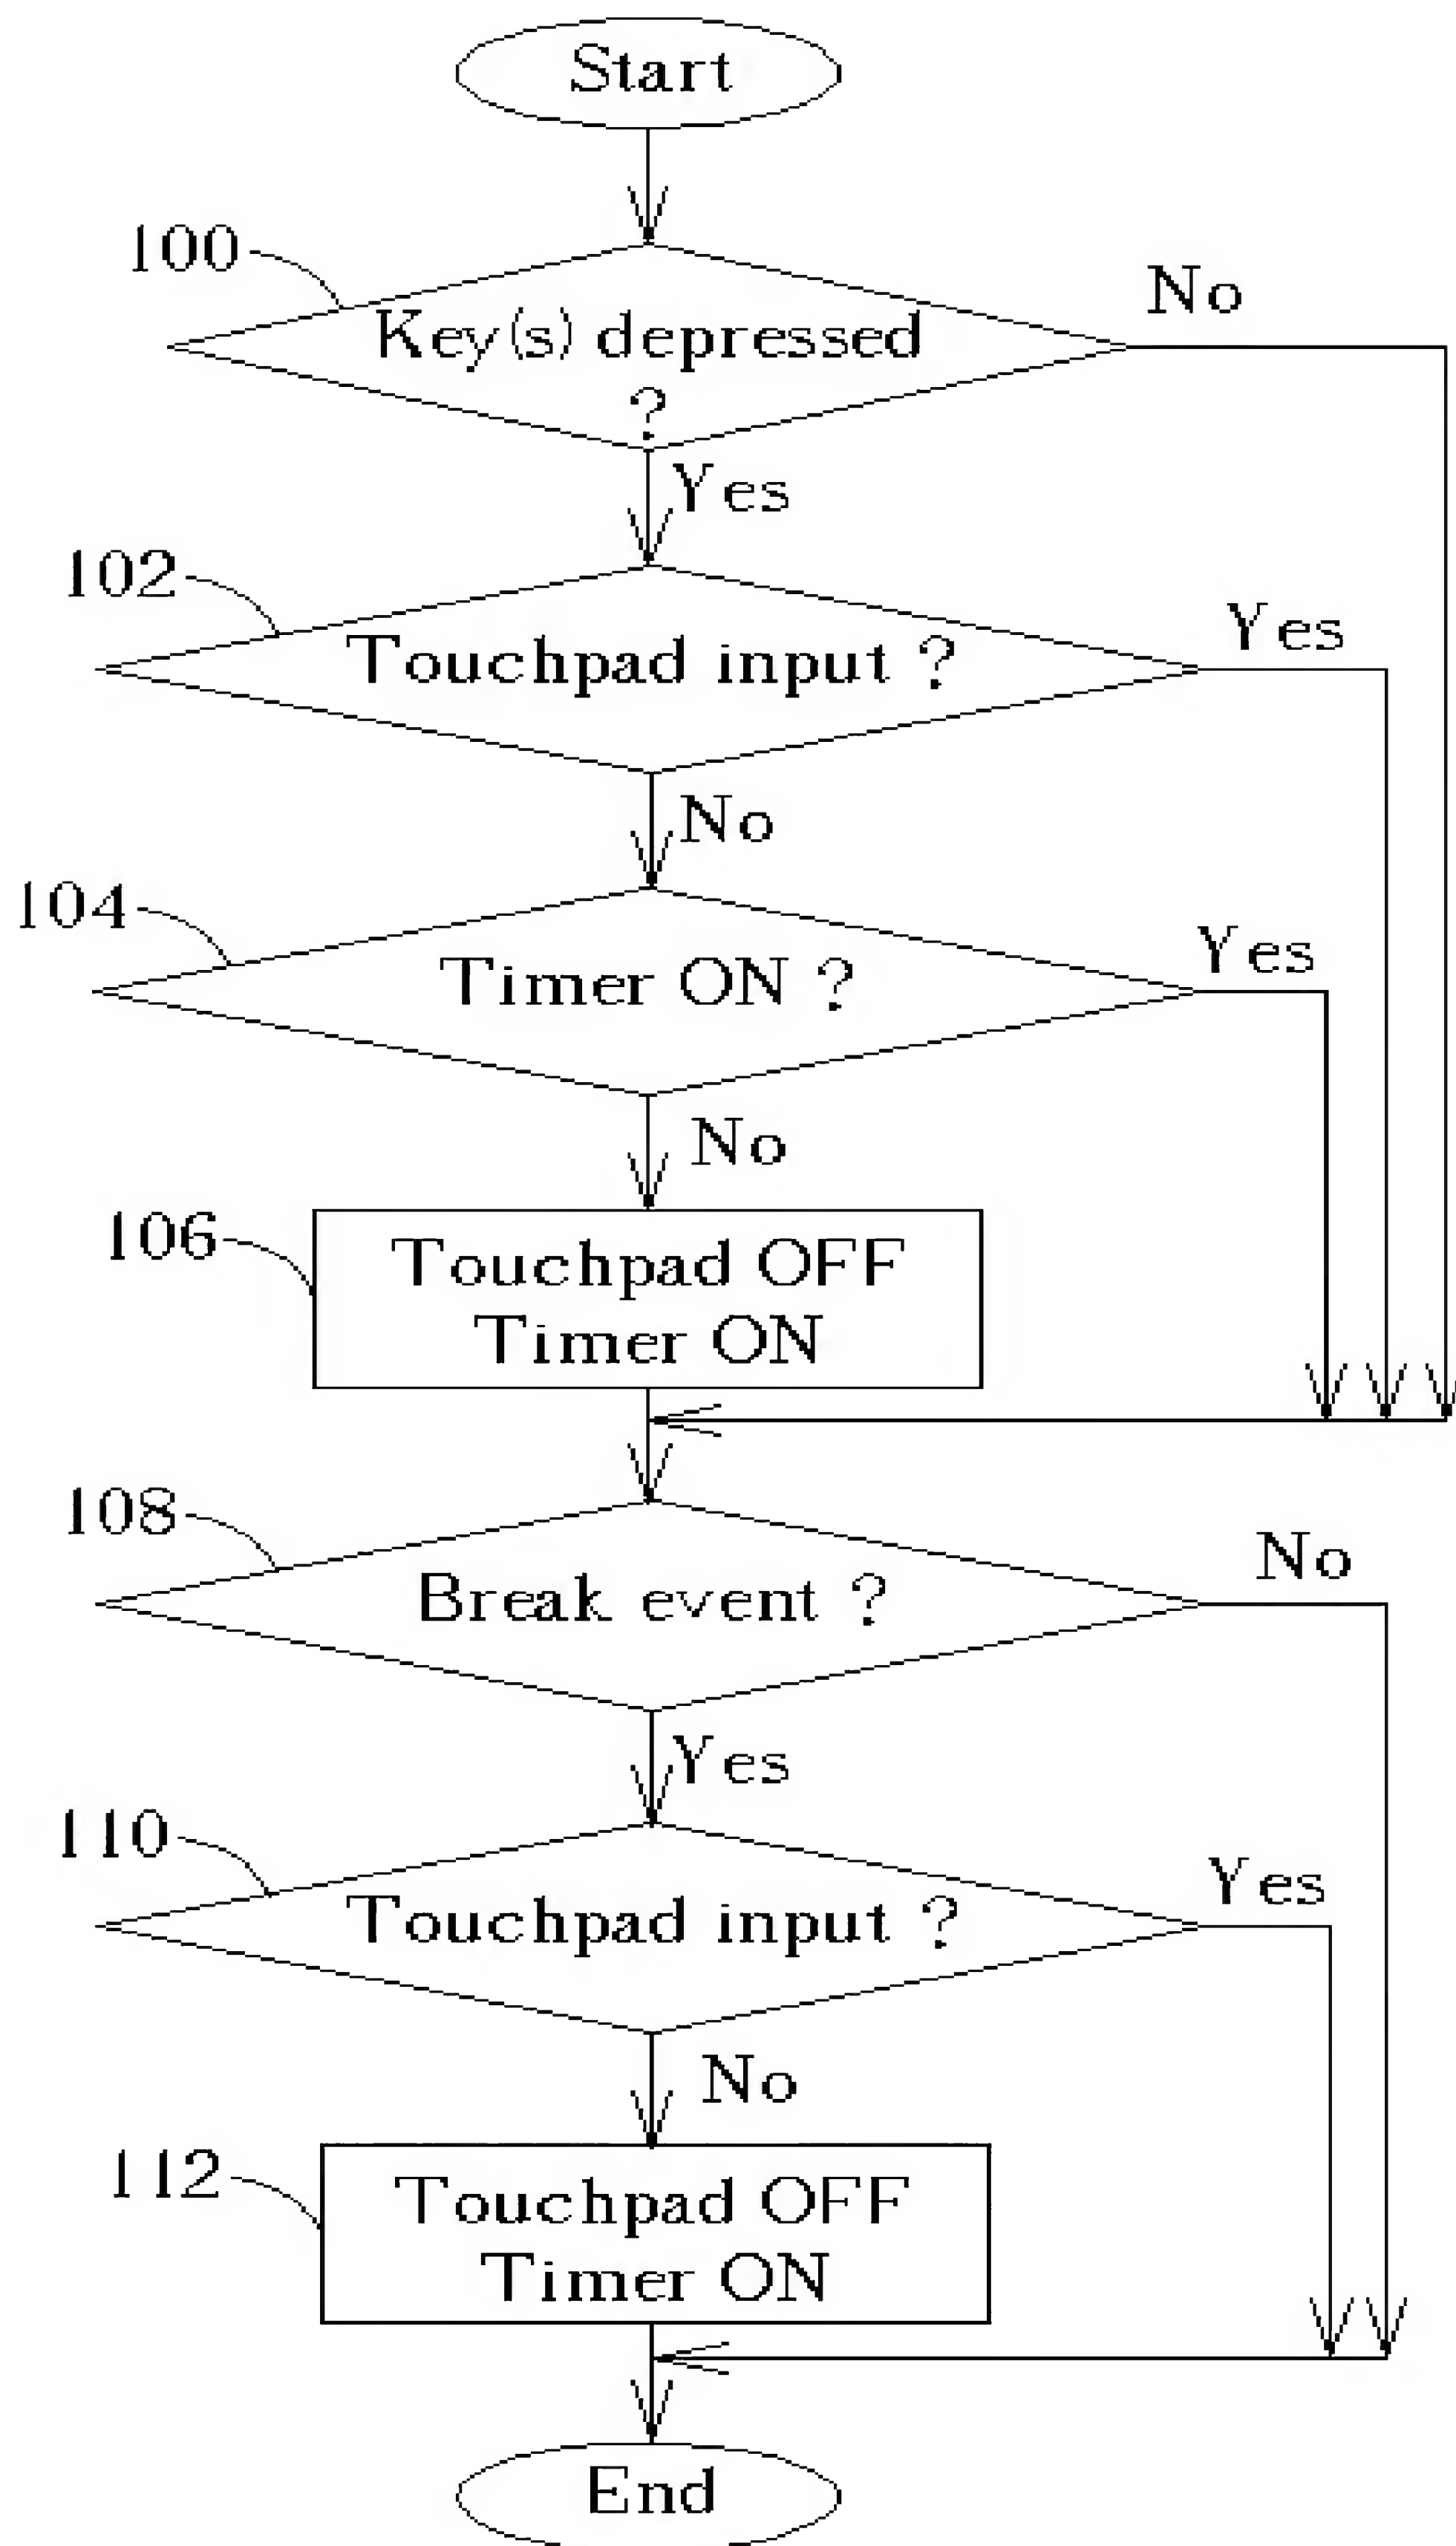 Start
100
No
Key(s) depressed
?
Yes
102
Yes
Touchpad input ?
No
104
Yes
Timer ON ?
No
106
Touchpad OFF
Timer ON
108
No
Break event ?
Yes
110
Yes
Touchpad input ?
No
112
Touchpad OFF
Timer ON
End